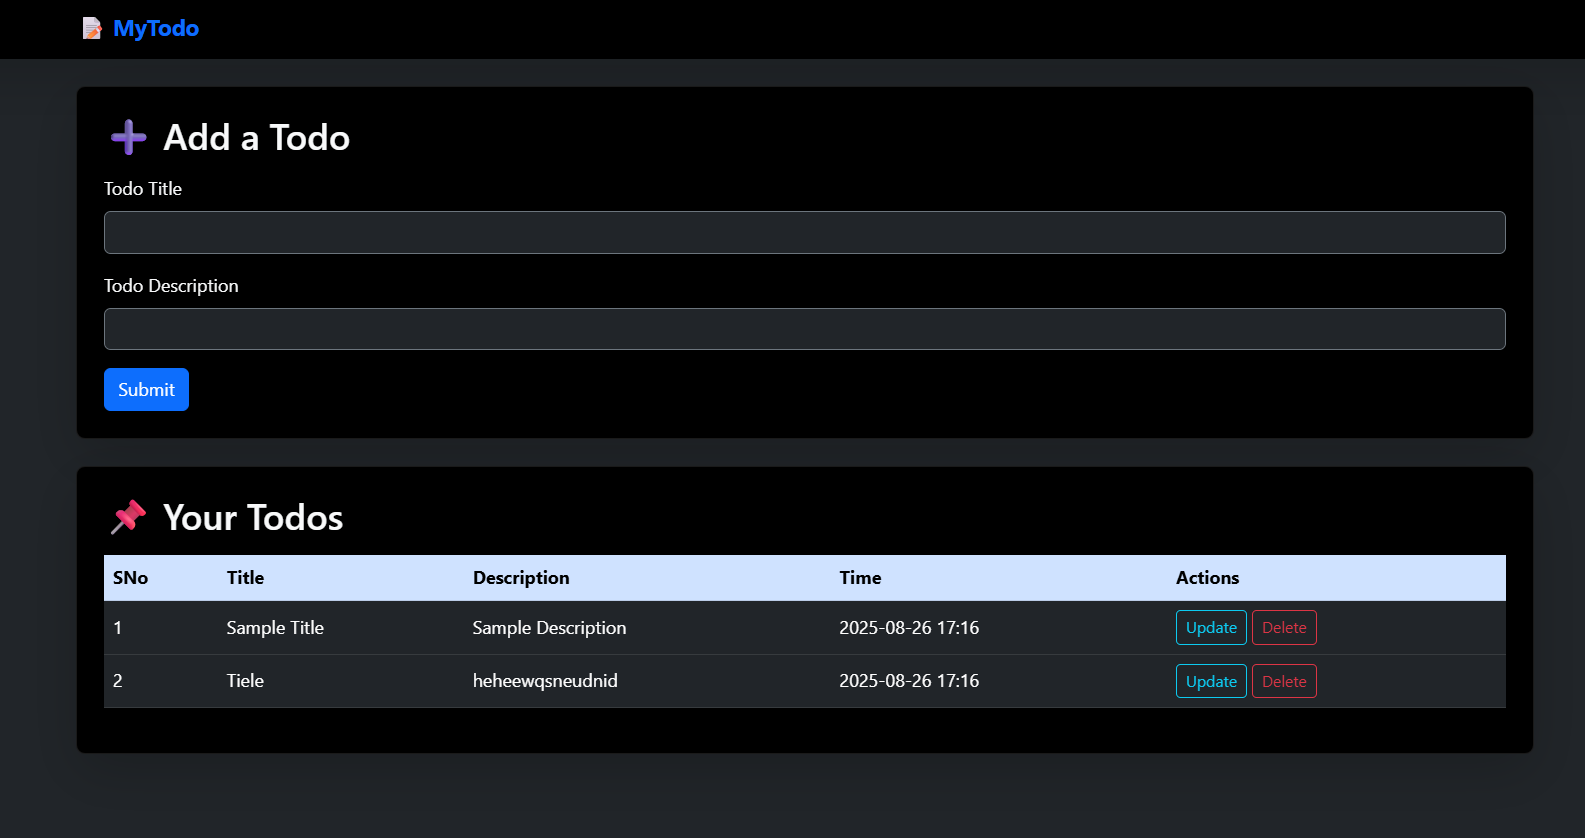 MyTodo
Add a Todo
Todo Title
Todo Description
Submit
Your Todos
SNo Title Description Time Actions
1 Sample Title Sample Description 2025-08-26 17:16 Update Delete
2 Tiele heheewqsneudnid 2025-08-26 17:16 Update Delete